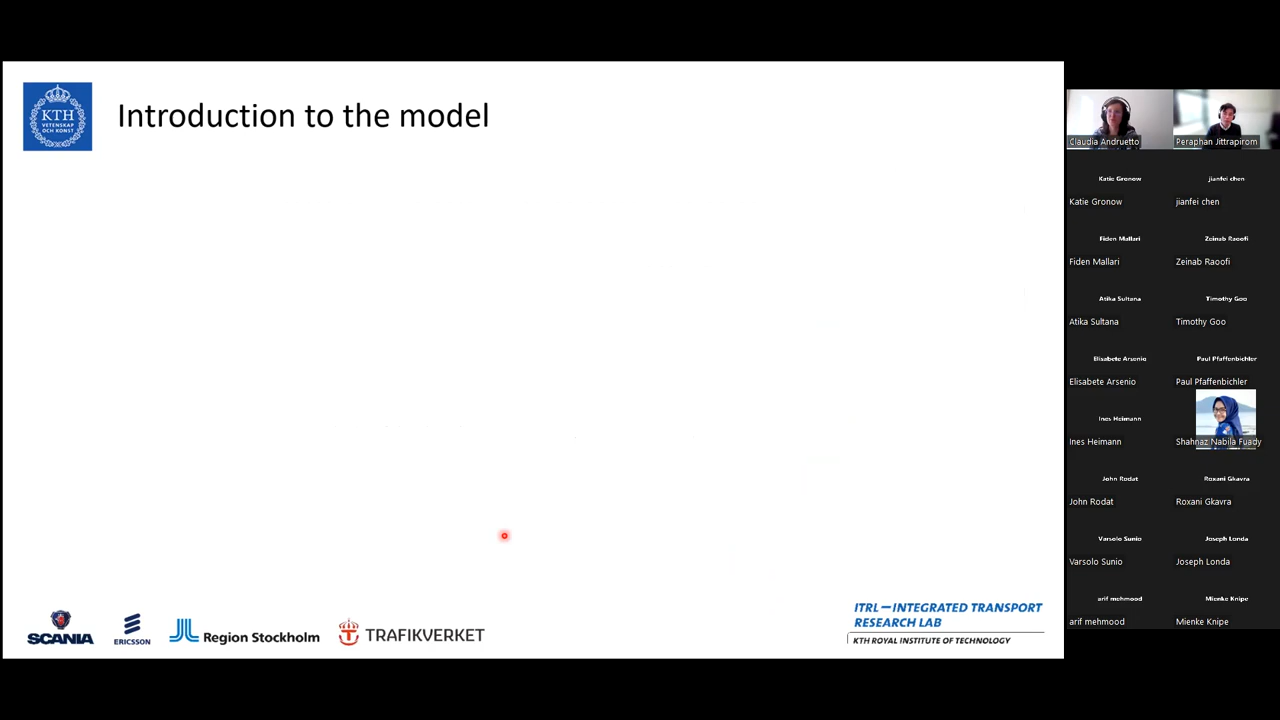 KTH
VETENSKAP
OCH KONST
Introduction to the model
SCANIA
ERICSSON
Region Stockholm
TRAFIKVERKET
ITRL – INTEGRATED TRANSPORT
RESEARCH LAB
KTH ROYAL INSTITUTE OF TECHNOLOGY
Claudia Andruetto
Peraphan Jittrapirom
Katie Gronow
Katie Gronow
jianfei chen
jianfei chen
Fiden Mallari
Fiden Mallari
Zeinab Raoofi
Zeinab Raoofi
Atika Sultana
Atika Sultana
Timothy Goo
Timothy Goo
Elisabete Arsenio
Elisabete Arsenio
Paul Pfaffenbichler
Paul Pfaffenbichler
Ines Heimann
Ines Heimann
Shahnaz Nabila Fuady
John Rodat
John Rodat
Roxani Gkavra
Roxani Gkavra
Varsolo Sunio
Varsolo Sunio
Joseph Londa
Joseph Londa
arif mehmood
arif mehmood
Mienke Knipe
Mienke Knipe